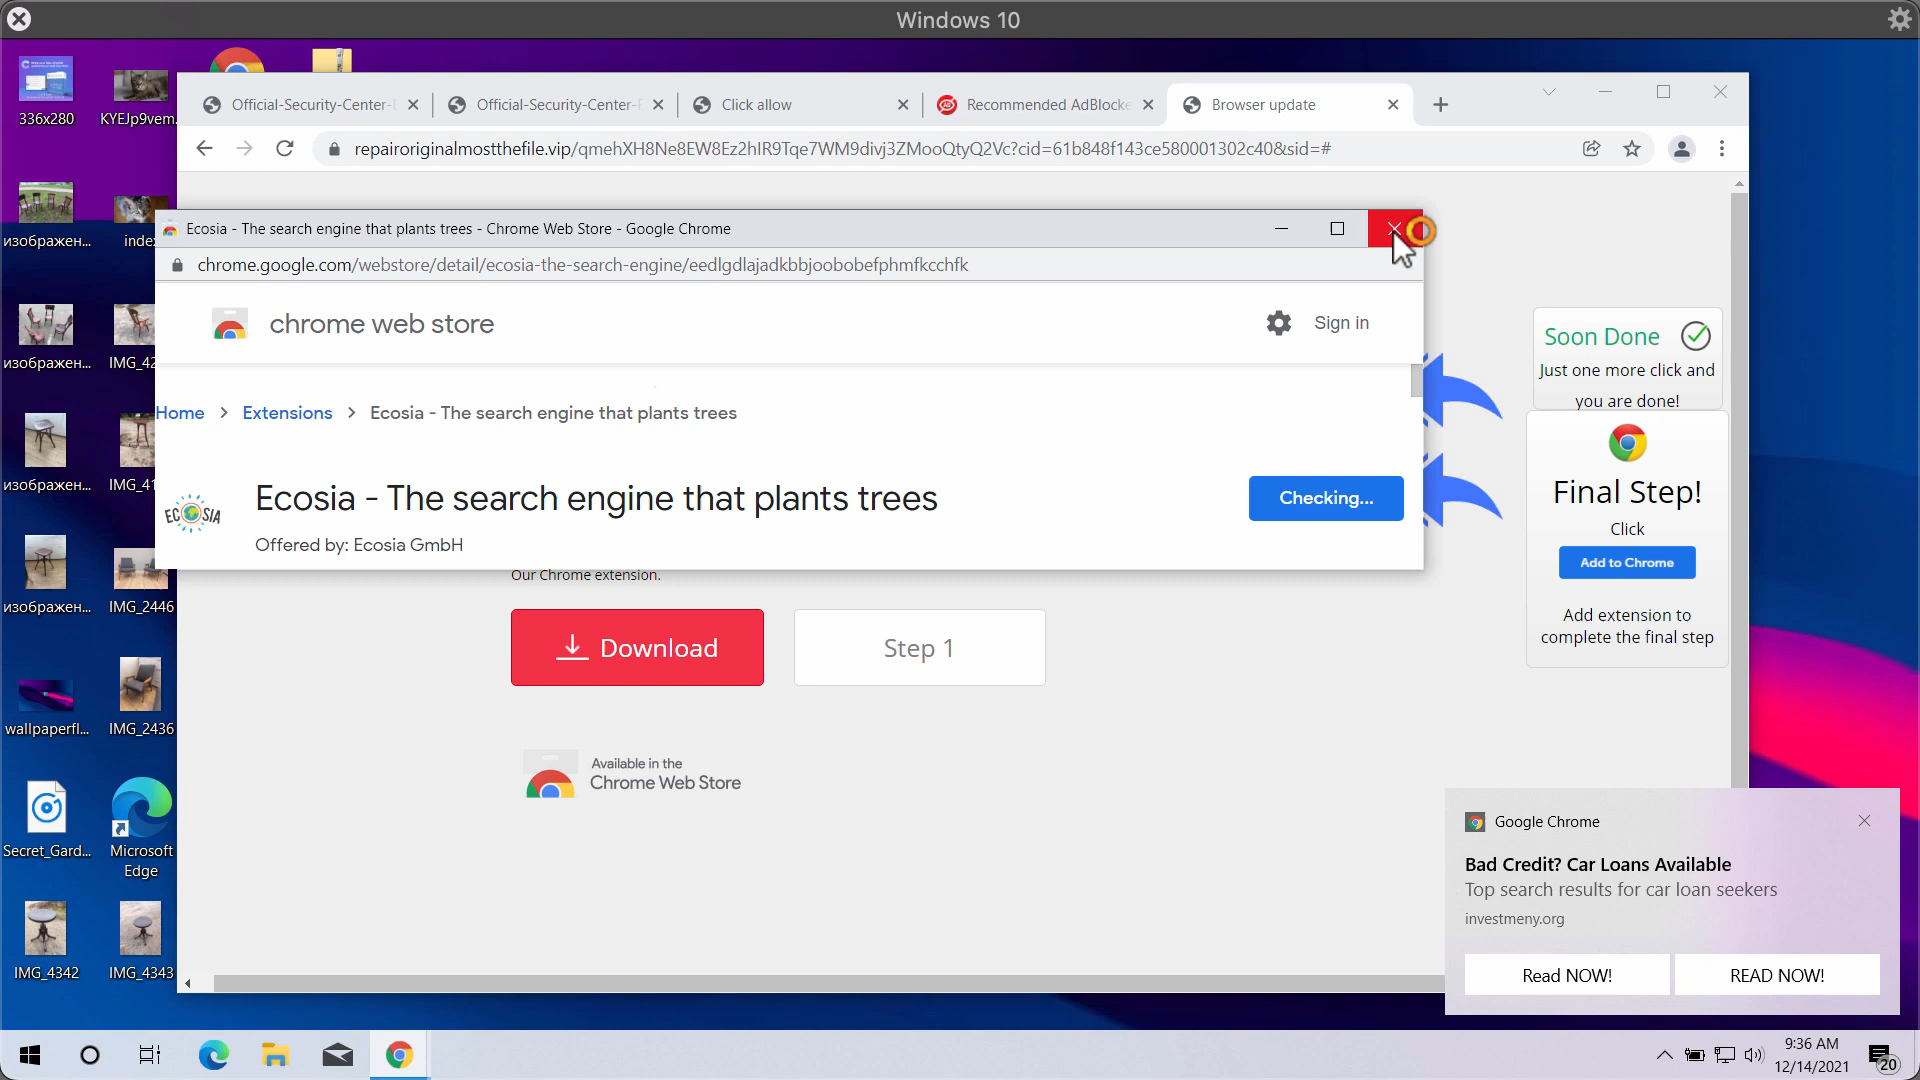 Windows 10
336x280
KYEJp9vem...
изображен...
index
изображен...
IMG_42
изображен...
IMG_41
изображен...
IMG_2446
wallpaperfl...
IMG_2436
Secret_Gard...
Microsoft
Edge
IMG_4342
IMG_4343
Official-Security-Center-
Official-Security-Center-
Click allow
Recommended AdBlocke
Browser update
repairoriginalmostthefile.vip/qmehXH8Ne8EW8Ez2hIR9Tqe7WM9divj3ZMooQtyQ2Vc?cid=61b848f143ce580001302c40&sid=#
Ecosia - The search engine that plants trees - Chrome Web Store - Google Chrome
chrome.google.com/webstore/detail/ecosia-the-search-engine/eedlgdlajadkbbjoobobefphmfkcchfk
chrome web store
Sign in
Home > Extensions > Ecosia - The search engine that plants trees
ECOSIA
Ecosia - The search engine that plants trees
Checking...
Offered by: Ecosia GmbH
Our Chrome extension.
Download
Step 1
Available in the
Chrome Web Store
Soon Done
Just one more click and
you are done!
Final Step!
Click
Add to Chrome
Add extension to
complete the final step
Google Chrome
Bad Credit? Car Loans Available
Top search results for car loan seekers
investmeny.org
Read NOW!
READ NOW!
9:36 AM
12/14/2021
20